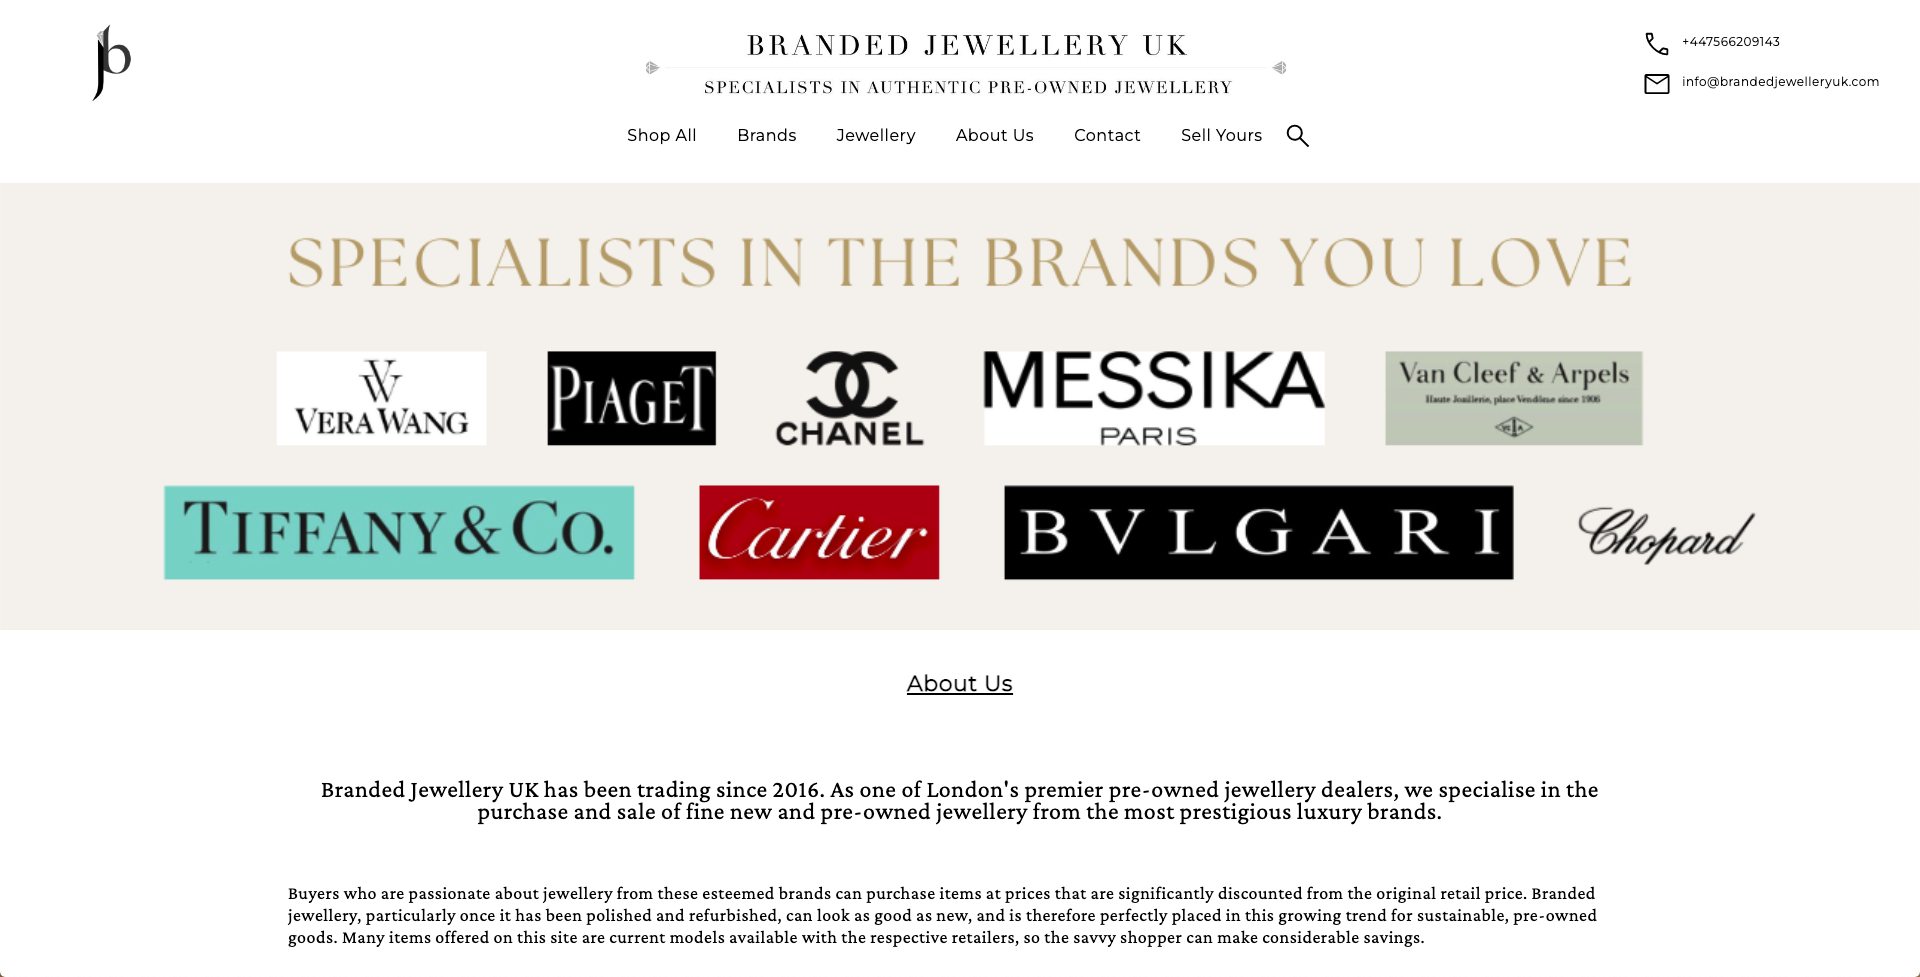 jb
BRANDED JEWELLERY UK
SPECIALISTS IN AUTHENTIC PRE-OWNED JEWELLERY
+447566209143
info@brandedjewelleryuk.com
Shop All Brands Jewellery About Us Contact Sell Yours
SPECIALISTS IN THE BRANDS YOU LOVE
VW
VERA WANG
PIAGET
CHANEL
MESSIKA
PARIS
Van Cleef & Arpels
Haute Joaillerie, place Vendôme since 1906
TIFFANY & CO.
Cartier
BVLGARI
Chopard
About Us
Branded Jewellery UK has been trading since 2016. As one of London's premier pre-owned jewellery dealers, we specialise in the
purchase and sale of fine new and pre-owned jewellery from the most prestigious luxury brands.
Buyers who are passionate about jewellery from these esteemed brands can purchase items at prices that are significantly discounted from the original retail price. Branded
jewellery, particularly once it has been polished and refurbished, can look as good as new, and is therefore perfectly placed in this growing trend for sustainable, pre-owned
goods. Many items offered on this site are current models available with the respective retailers, so the savvy shopper can make considerable savings.